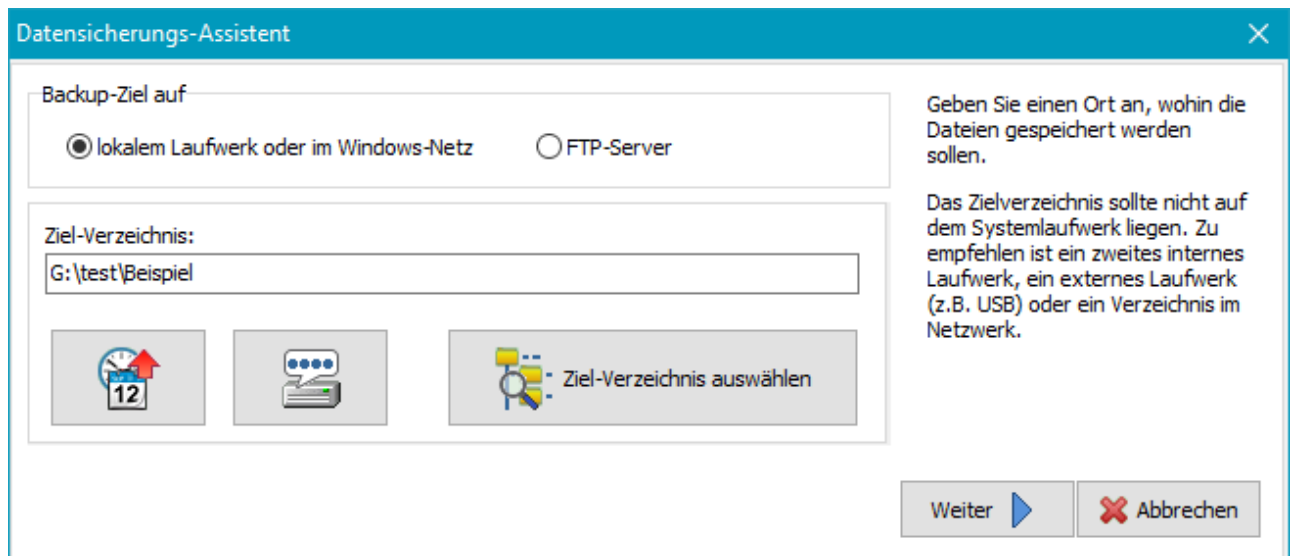 Datensicherungs-Assistent
Backup-Ziel auf
lokalem Laufwerk oder im Windows-Netz
FTP-Server
Ziel-Verzeichnis:
G:\test\Beispiel
12
Ziel-Verzeichnis auswählen
Geben Sie einen Ort an, wohin die
Dateien gespeichert werden
sollen.
Das Zielverzeichnis sollte nicht auf
dem Systemlaufwerk liegen. Zu
empfehlen ist ein zweites internes
Laufwerk, ein externes Laufwerk
(z.B. USB) oder ein Verzeichnis im
Netzwerk.
Weiter
Abbrechen